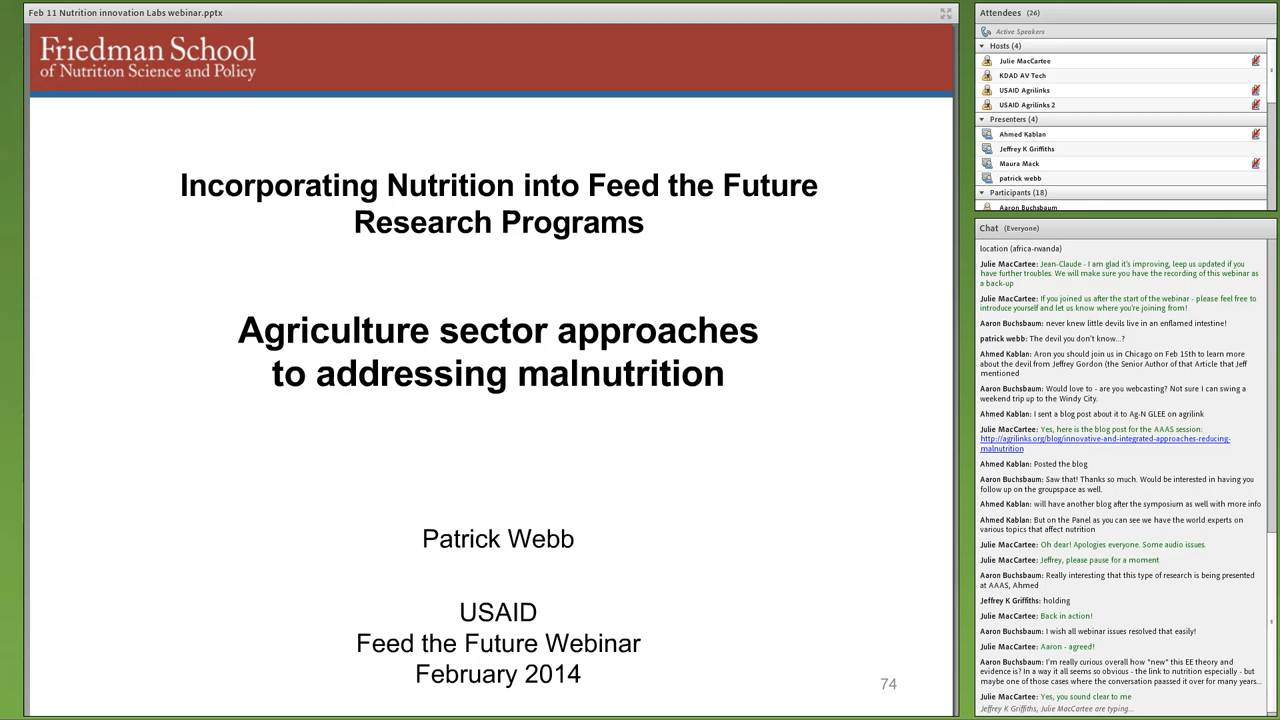 Feb 11 Nutrition innovation Labs webinar.pptx
Friedman School
of Nutrition Science and Policy
Incorporating Nutrition into Feed the Future
Research Programs
Agriculture sector approaches
to addressing malnutrition
Patrick Webb
USAID
Feed the Future Webinar
February 2014
74
Attendees (26)
Active Speakers
Hosts (4)
Julie MacCartee
KDAD AV Tech
USAID Agrilinks
USAID Agrilinks 2
Presenters (4)
Ahmed Kablan
Jeffrey K Griffiths
Maura Mack
patrick webb
Participants (18)
Aaron Buchsbaum
Chat (Everyone)
location (africa-rwanda)
Julie MacCartee: Jean-Claude - I am glad it's improving, leep us updated if you
have further troubles. We will make sure you have the recording of this webinar as
a back-up
Julie MacCartee: If you joined us after the start of the webinar - please feel free to
introduce yourself and let us know where you're joining from!
Aaron Buchsbaum: never knew little devils live in an enflamed intestine!
patrick webb: The devil you don't know...?
Ahmed Kablan: Aron you should join us in Chicago on Feb 15th to learn more
about the devil from Jeffrey Gordon (the Senior Author of that Article that Jeff
mentioned
Aaron Buchsbaum: Would love to - are you webcasting? Not sure I can swing a
weekend trip up to the Windy City.
Ahmed Kablan: I sent a blog post about it to Ag-N GLEE on agrilink
Julie MacCartee: Yes, here is the blog post for the AAAS session:
http://agrilinks.org/blog/innovative-and-integrated-approaches-reducing-
malnutrition
Ahmed Kablan: Posted the blog
Aaron Buchsbaum: Saw that! Thanks so much. Would be interested in having you
follow up on the groupspace as well.
Ahmed Kablan: will have another blog after the symposium as well with more info
Ahmed Kablan: But on the Panel as you can see we have the world experts on
various topics that affect nutrition
Julie MacCartee: Oh dear! Apologies everyone. Some audio issues.
Julie MacCartee: Jeffrey, please pause for a moment
Aaron Buchsbaum: Really interesting that this type of research is being presented
at AAAS, Ahmed
Jeffrey K Griffiths: holding
Julie MacCartee: Back in action!
Aaron Buchsbaum: I wish all webinar issues resolved that easily!
Julie MacCartee: Aaron - agreed!
Aaron Buchsbaum: I'm really curious overall how "new" this EE theory and
evidence is? In a way it all seems so obvious - the link to nutrition especially - but
maybe one of those cases where the conversation paassed it over for many years...
Julie MacCartee: Yes, you sound clear to me
Jeffrey K Griffiths, Julie MacCartee are typing...